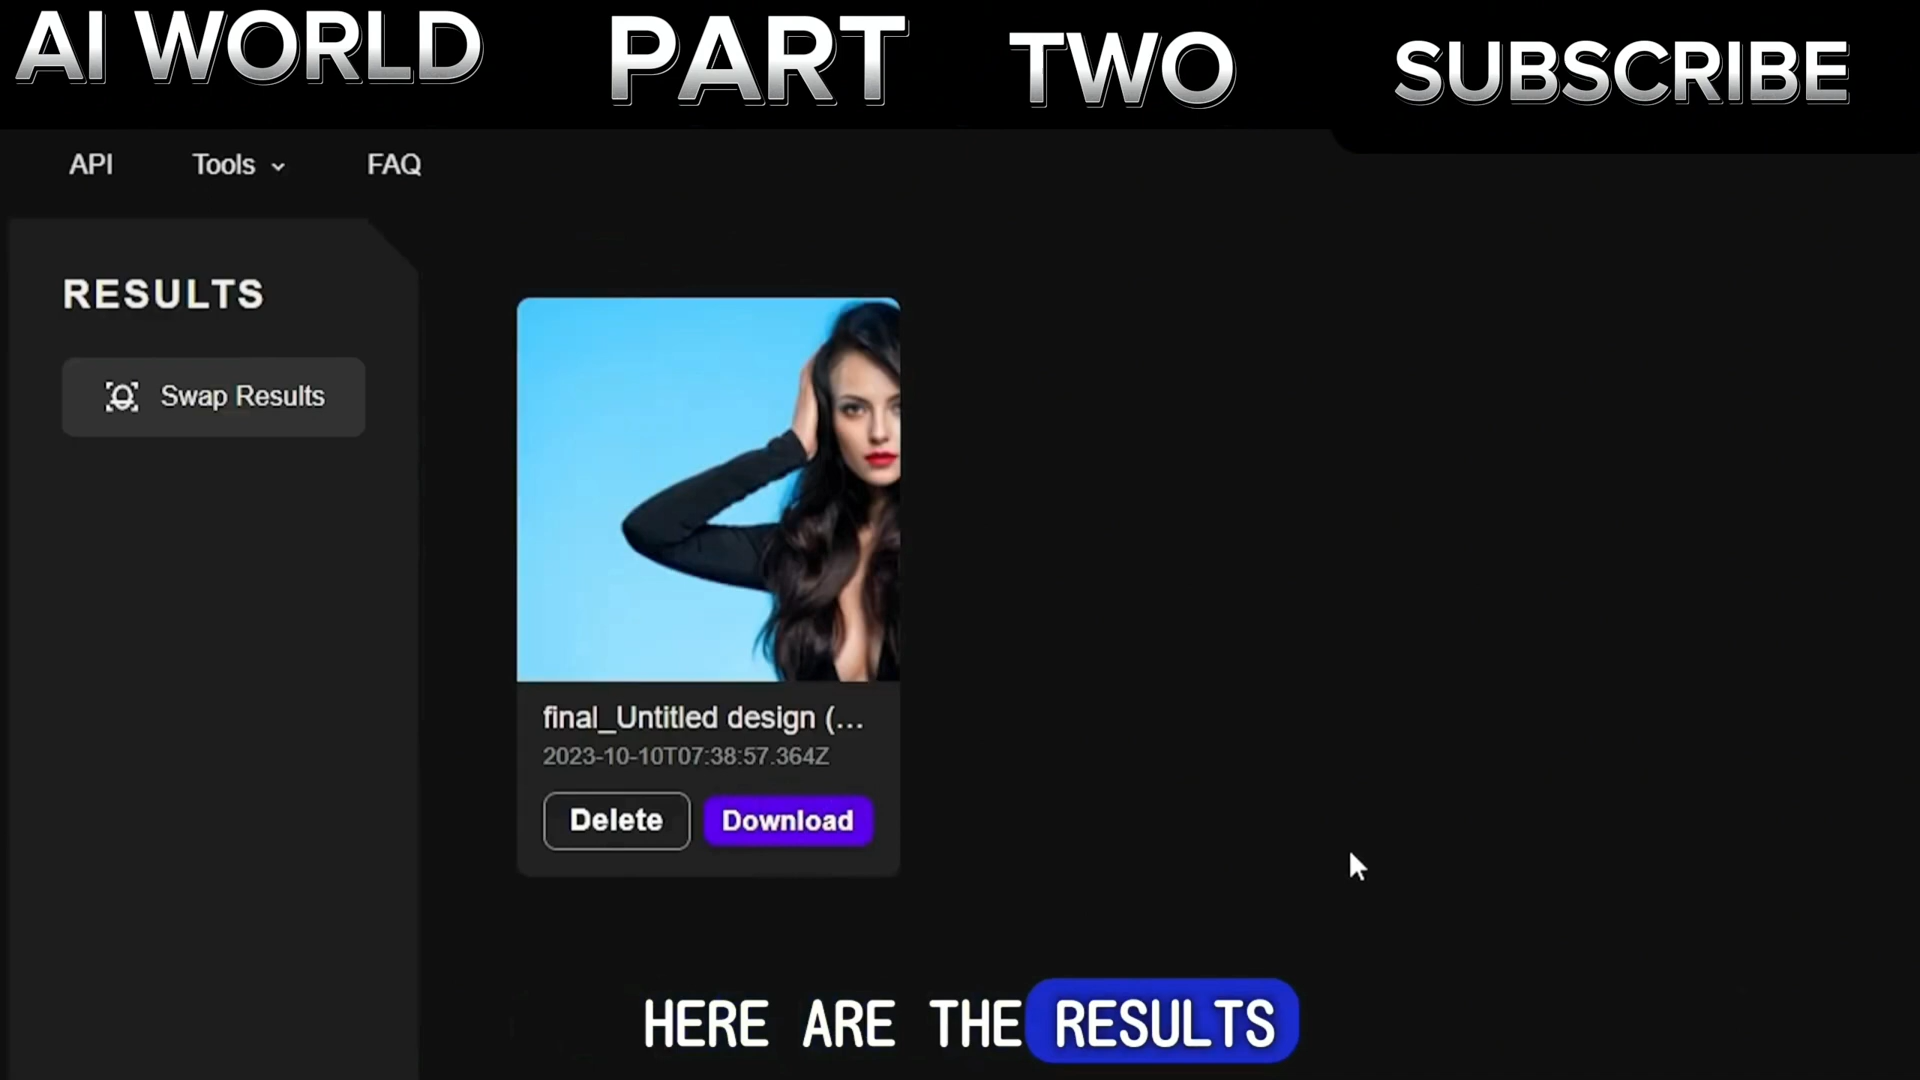 AI WORLD PART TWO SUBSCRIBE
API Tools FAQ
RESULTS
Swap Results
final_Untitled design (...
2023-10-10T07:38:57.364Z
Delete Download
HERE ARE THE RESULTS